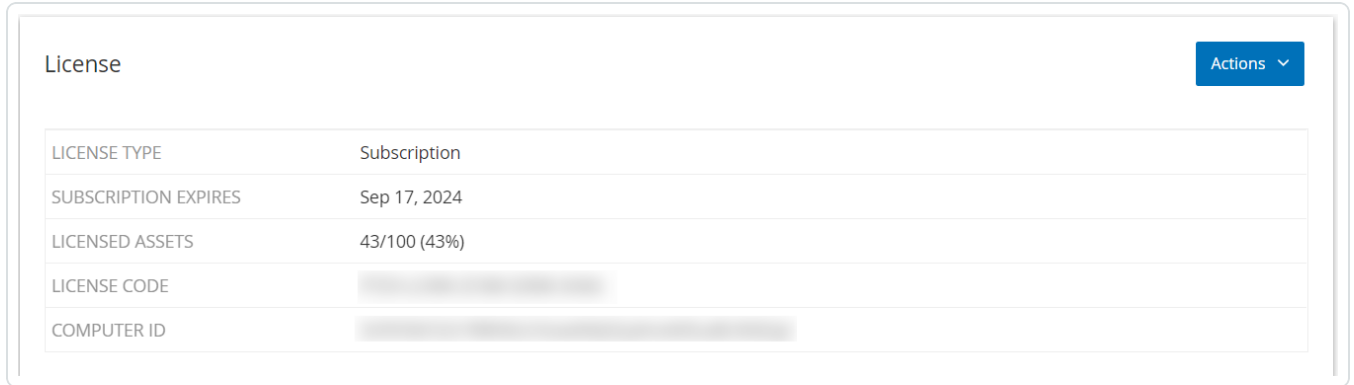 License
Actions
LICENSE TYPE Subscription
SUBSCRIPTION EXPIRES Sep 17, 2024
LICENSED ASSETS 43/100 (43%)
LICENSE CODE
COMPUTER ID